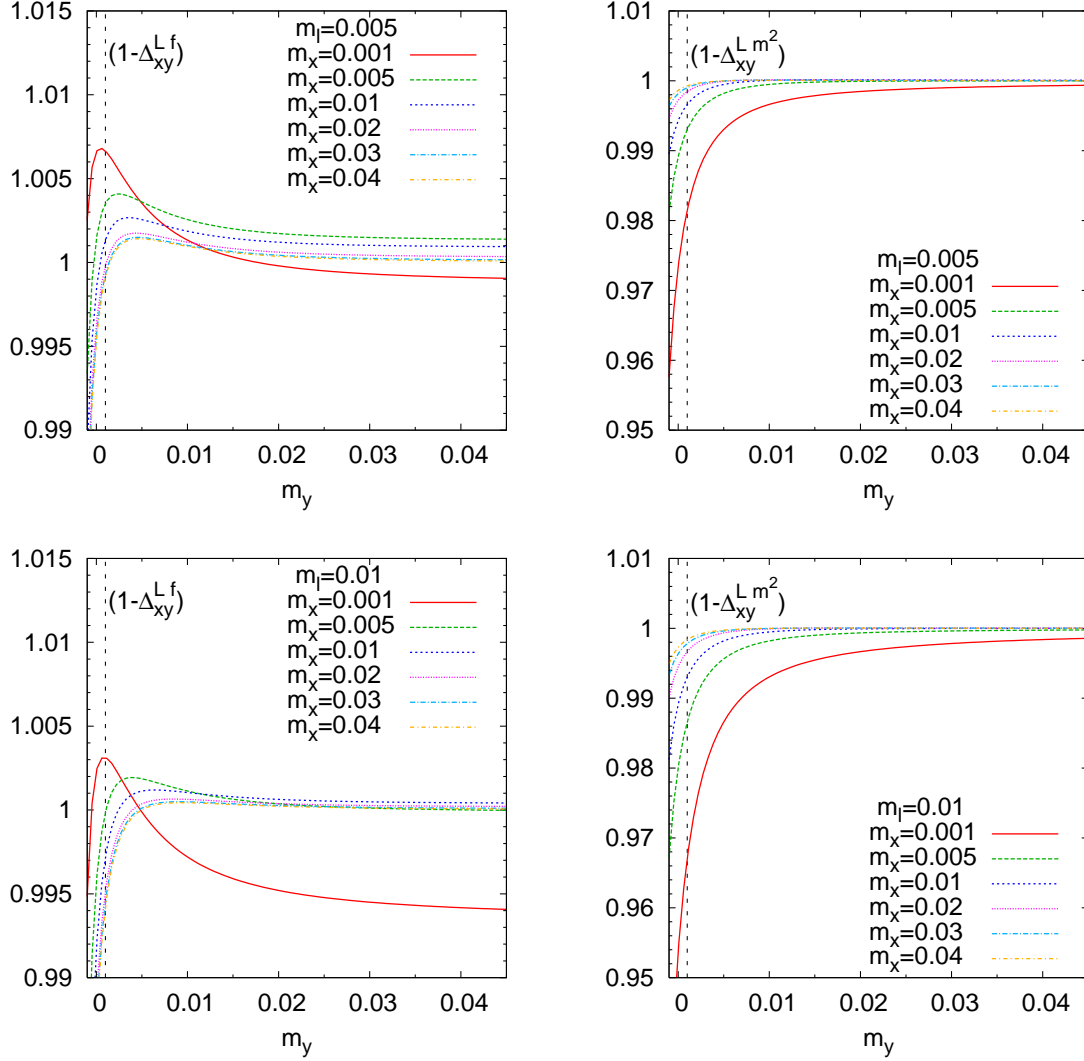 1.015
1.01
1.005
1
0.995
0.99
(1-Δ_xy^{L f})
m_l=0.005
m_x=0.001
m_x=0.005
m_x=0.01
m_x=0.02
m_x=0.03
m_x=0.04
0 0.01 0.02 0.03 0.04
m_y
1.01
1
0.99
0.98
0.97
0.96
0.95
(1-Δ_xy^{L m²})
m_l=0.005
m_x=0.001
m_x=0.005
m_x=0.01
m_x=0.02
m_x=0.03
m_x=0.04
0 0.01 0.02 0.03 0.04
m_y
1.015
1.01
1.005
1
0.995
0.99
(1-Δ_xy^{L f})
m_l=0.01
m_x=0.001
m_x=0.005
m_x=0.01
m_x=0.02
m_x=0.03
m_x=0.04
0 0.01 0.02 0.03 0.04
m_y
1.01
1
0.99
0.98
0.97
0.96
0.95
(1-Δ_xy^{L m²})
m_l=0.01
m_x=0.001
m_x=0.005
m_x=0.01
m_x=0.02
m_x=0.03
m_x=0.04
0 0.01 0.02 0.03 0.04
m_y